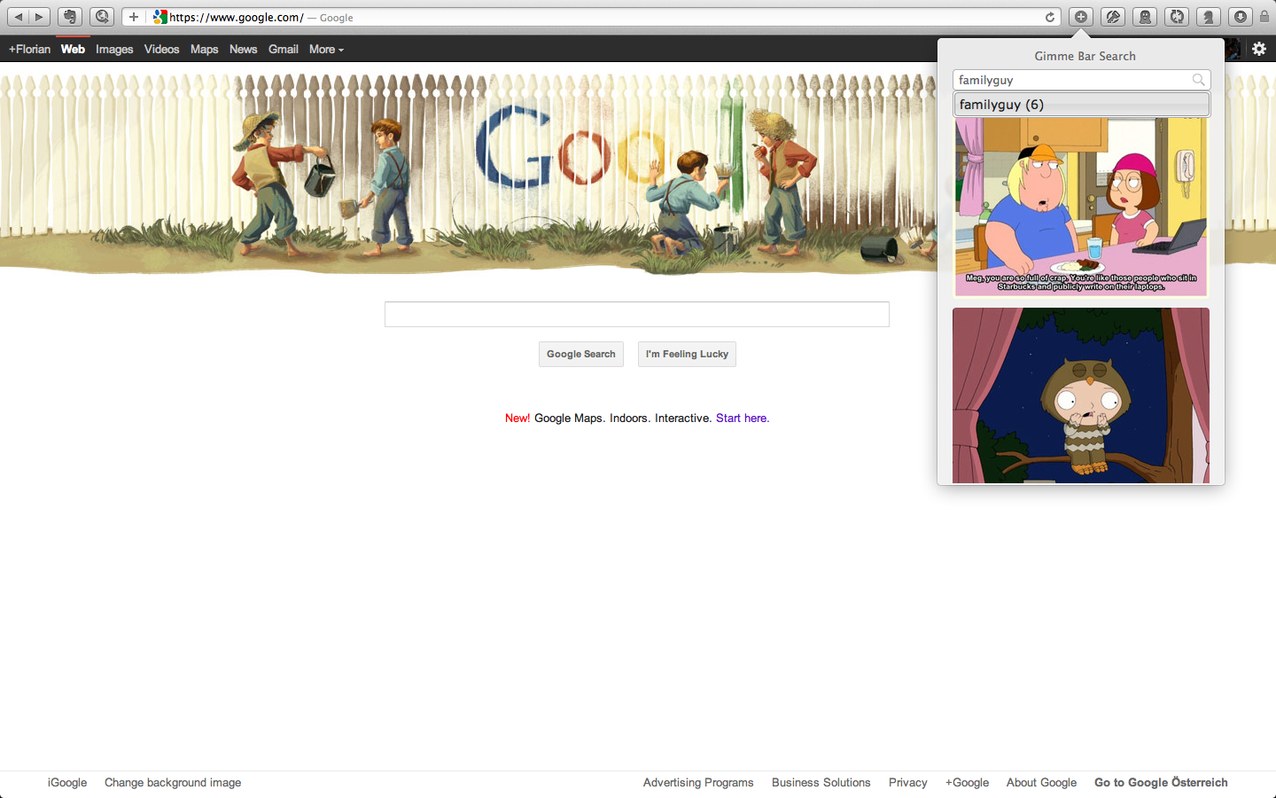 https://www.google.com/ — Google
+Florian Web Images Videos Maps News Gmail More
Gimme Bar Search
familyguy
familyguy (6)
Google
Meg, you are so full of crap. You're like those people who sit in
Starbucks and publicly write on their laptops.
Google Search I'm Feeling Lucky
New! Google Maps. Indoors. Interactive. Start here.
iGoogle Change background image Advertising Programs Business Solutions Privacy +Google About Google Go to Google Österreich